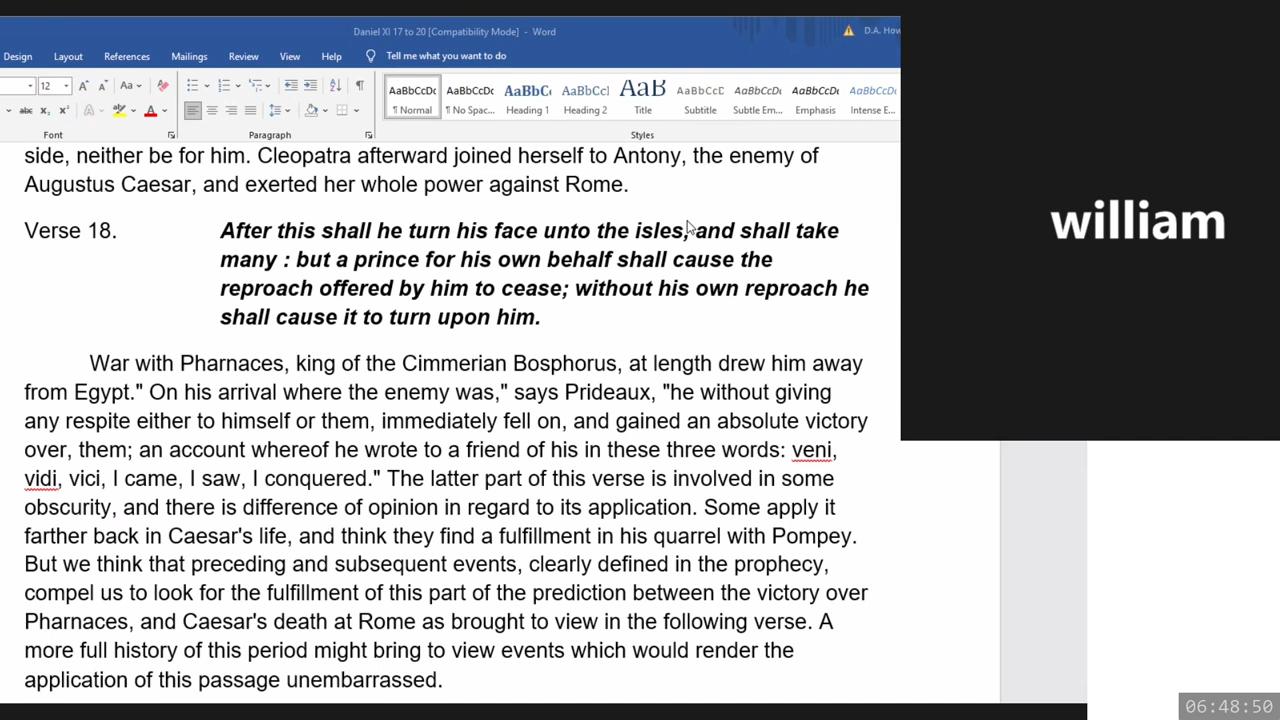 Daniel XI 17 to 20 [Compatibility Mode] - Word
D.A. How
Design Layout References Mailings Review View Help Tell me what you want to do
12 Aa
abc x₂ x²
AaBbCcDc AaBbCcDc AaBbC AaBbCcI AaB AaBbCcD AaBbCcDc AaBbCcDc AaBbCcDc
¶ Normal ¶ No Spac... Heading 1 Heading 2 Title Subtitle Subtle Em... Emphasis Intense E...
Font Paragraph Styles
side, neither be for him. Cleopatra afterward joined herself to Antony, the enemy of
Augustus Caesar, and exerted her whole power against Rome.
Verse 18. After this shall he turn his face unto the isles, and shall take
many : but a prince for his own behalf shall cause the
reproach offered by him to cease; without his own reproach he
shall cause it to turn upon him.
War with Pharnaces, king of the Cimmerian Bosphorus, at length drew him away
from Egypt." On his arrival where the enemy was," says Prideaux, "he without giving
any respite either to himself or them, immediately fell on, and gained an absolute victory
over, them; an account whereof he wrote to a friend of his in these three words: veni,
vidi, vici, I came, I saw, I conquered." The latter part of this verse is involved in some
obscurity, and there is difference of opinion in regard to its application. Some apply it
farther back in Caesar's life, and think they find a fulfillment in his quarrel with Pompey.
But we think that preceding and subsequent events, clearly defined in the prophecy,
compel us to look for the fulfillment of this part of the prediction between the victory over
Pharnaces, and Caesar's death at Rome as brought to view in the following verse. A
more full history of this period might bring to view events which would render the
application of this passage unembarrassed.
william
06:48:50